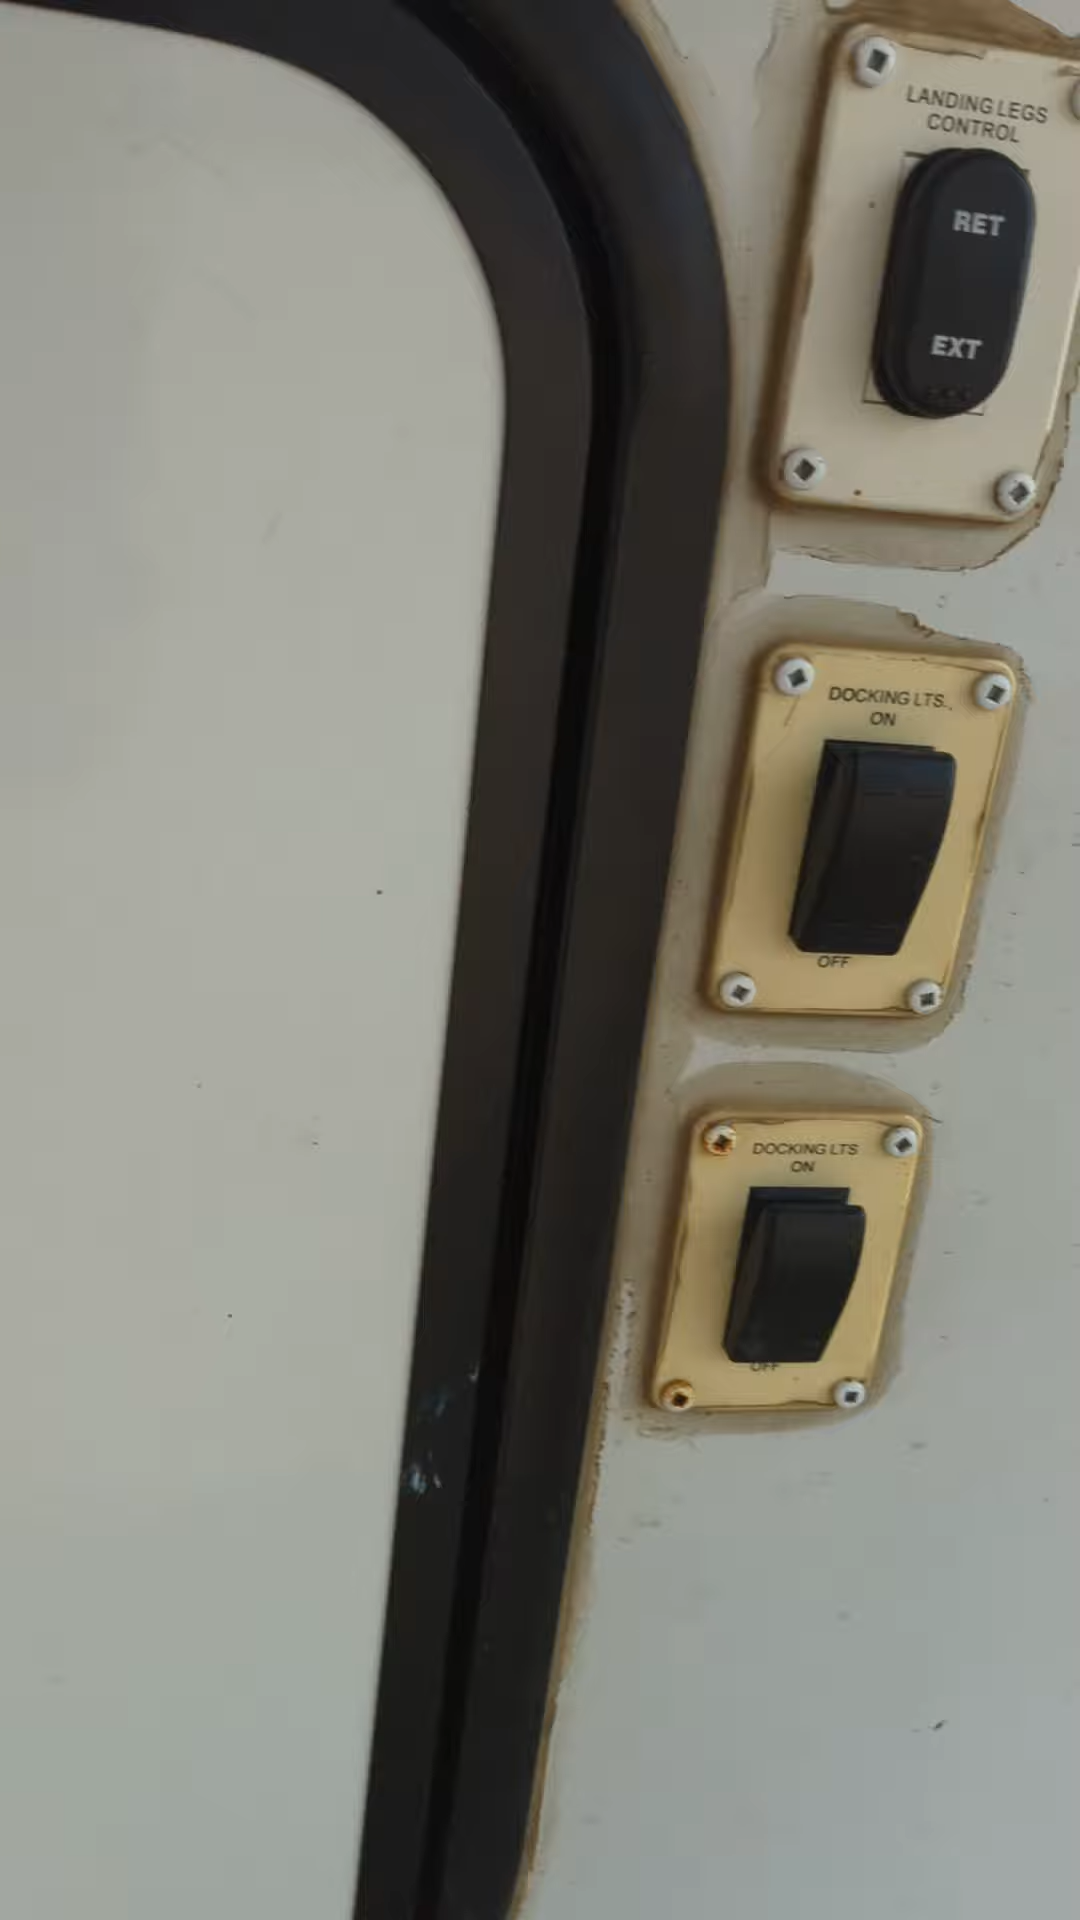 LANDING LEGS
CONTROL
RET
EXT
DOCKING LTS.
ON
OFF
DOCKING LTS
ON
OFF